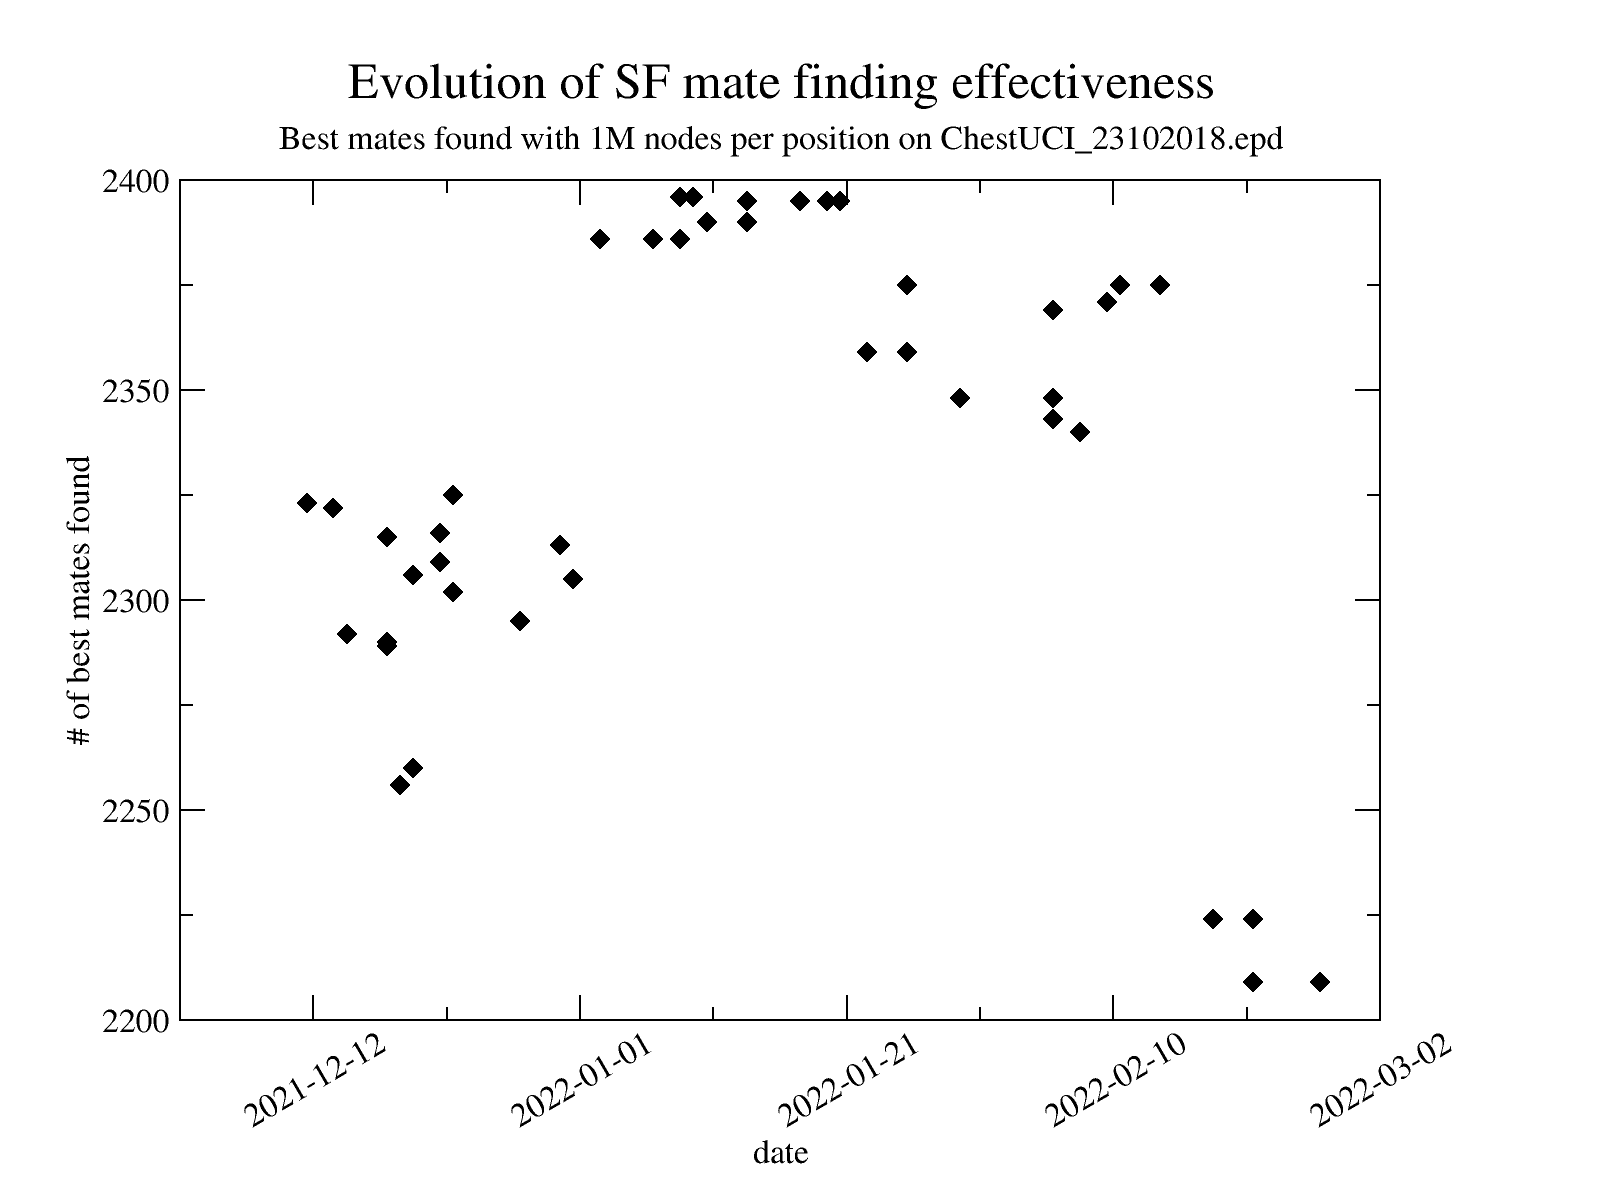 Evolution of SF mate finding effectiveness
Best mates found with 1M nodes per position on ChestUCI_23102018.epd
2400
2350
2300
2250
2200
# of best mates found
2021-12-12
2022-01-01
2022-01-21
2022-02-10
2022-03-02
date